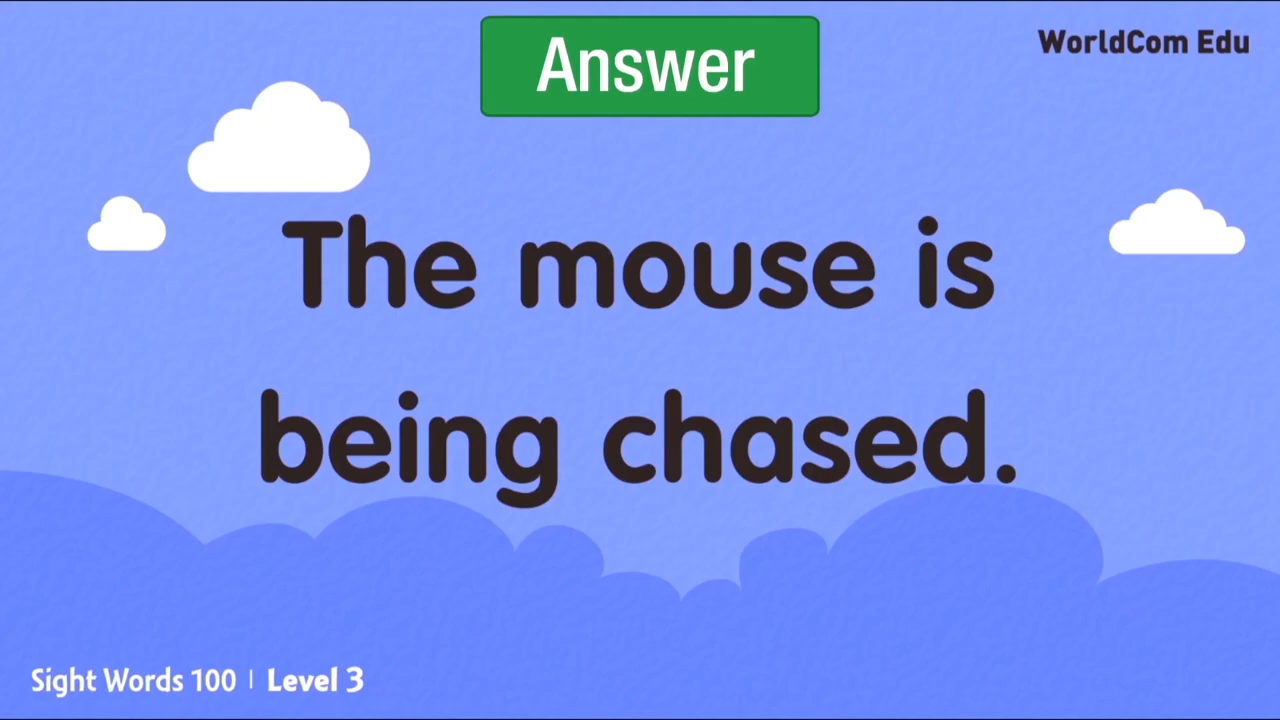 Answer
WorldCom Edu
The mouse is
being chased.
Sight Words 100 | Level 3